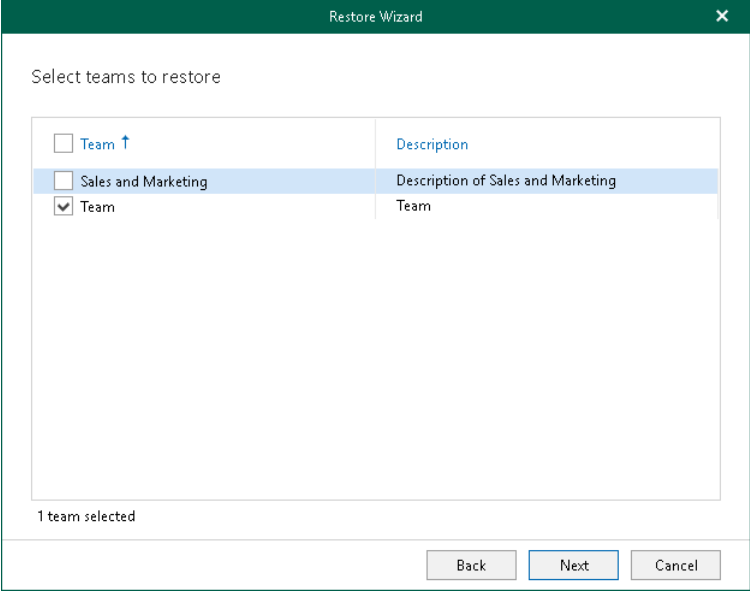 Restore Wizard
Select teams to restore
Team ↑ Description
Sales and Marketing Description of Sales and Marketing
Team Team
1 team selected
Back Next Cancel